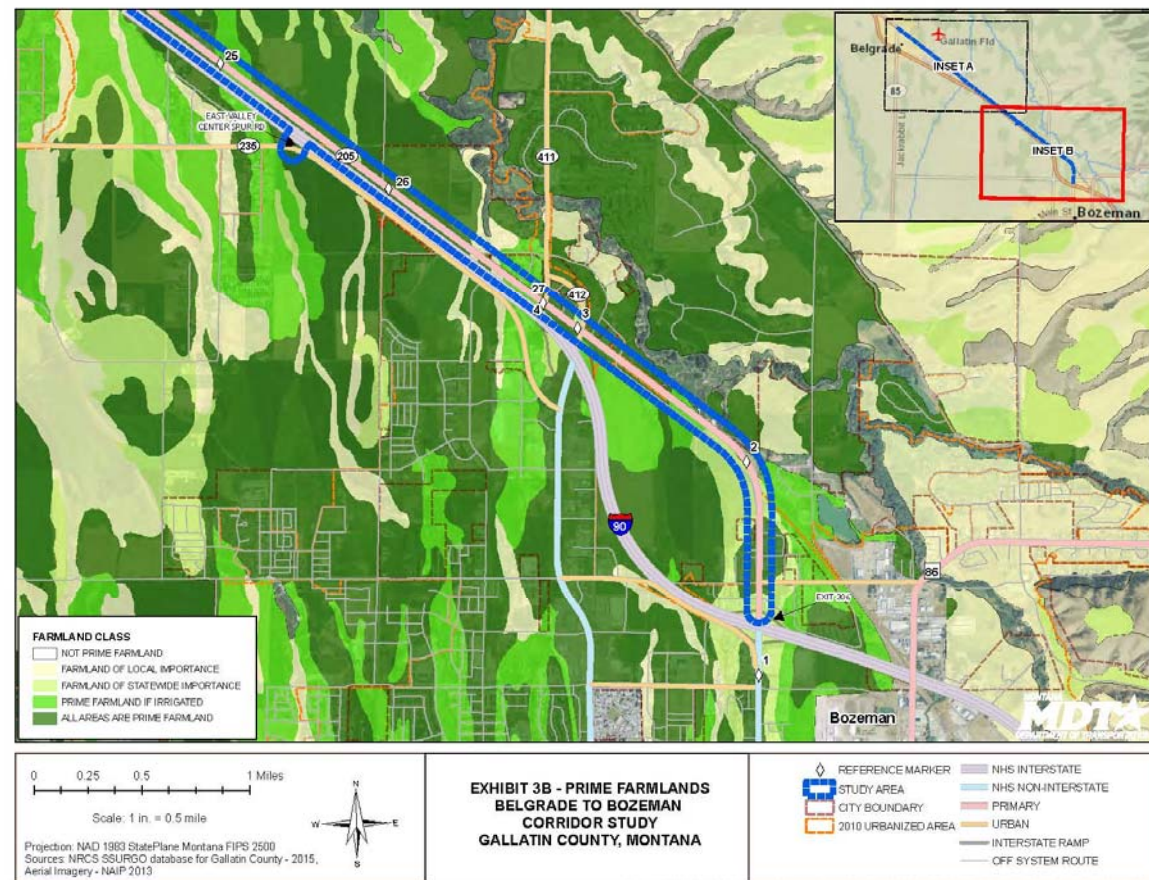 25
EAST VALLEY
CENTER SPUR RD
235
205
26
411
27
412
4
3
2
90
86
EXIT 306
1
Bozeman
MONTANA
MDT
DEPARTMENT OF TRANSPORTATION
Belgrade
Gallatin Fld
INSET A
85
Jackrabbit L
INSET B
Main St
Bozeman
FARMLAND CLASS
NOT PRIME FARMLAND
FARMLAND OF LOCAL IMPORTANCE
FARMLAND OF STATEWIDE IMPORTANCE
PRIME FARMLAND IF IRRIGATED
ALL AREAS ARE PRIME FARMLAND
0 0.25 0.5 1 Miles
Scale: 1 in. = 0.5 mile
N
W E
S
Projection: NAD 1983 StatePlane Montana FIPS 2500
Sources: NRCS SSURGO database for Gallatin County - 2015,
Aerial Imagery - NAIP 2013
EXHIBIT 3B - PRIME FARMLANDS
BELGRADE TO BOZEMAN
CORRIDOR STUDY
GALLATIN COUNTY, MONTANA
REFERENCE MARKER
STUDY AREA
CITY BOUNDARY
2010 URBANIZED AREA
NHS INTERSTATE
NHS NON-INTERSTATE
PRIMARY
URBAN
INTERSTATE RAMP
OFF SYSTEM ROUTE